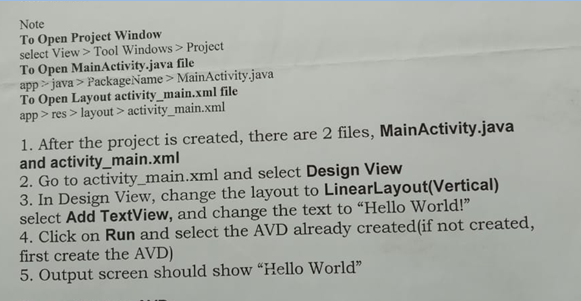 Note
To Open Project Window
select View > Tool Windows > Project
To Open MainActivity.java file
app > java > PackageName > MainActivity.java
To Open Layout activity_main.xml file
app > res > layout > activity_main.xml
1. After the project is created, there are 2 files, MainActivity.java
and activity_main.xml
2. Go to activity_main.xml and select Design View
3. In Design View, change the layout to LinearLayout(Vertical)
select Add TextView, and change the text to “Hello World!”
4. Click on Run and select the AVD already created(if not created,
first create the AVD)
5. Output screen should show “Hello World”